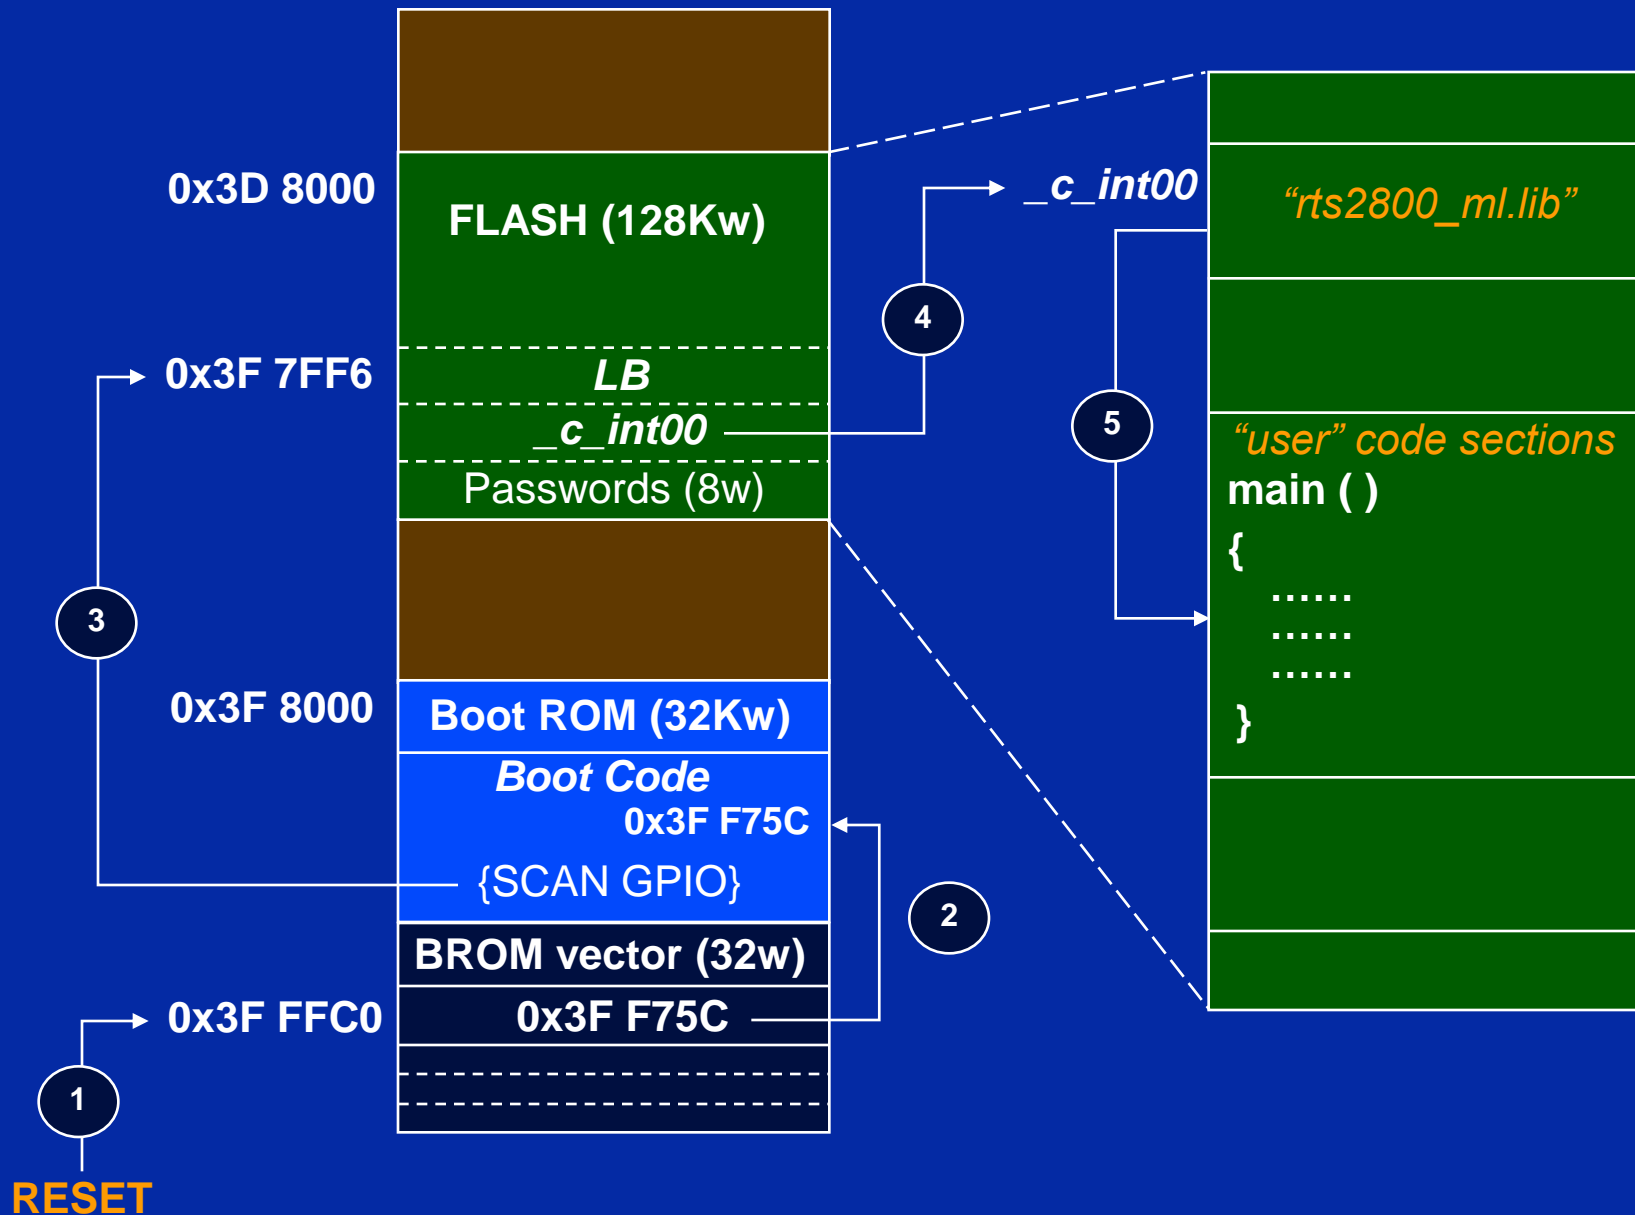 0x3D 8000
FLASH (128Kw)
0x3F 7FF6
LB
_c_int00
Passwords (8w)
0x3F 8000
Boot ROM (32Kw)
Boot Code
0x3F F75C
{SCAN GPIO}
BROM vector (32w)
0x3F FFC0
0x3F F75C
RESET
1
2
3
4
5
_c_int00
“rts2800_ml.lib”
“user” code sections
main ( )
{
......
......
......
}